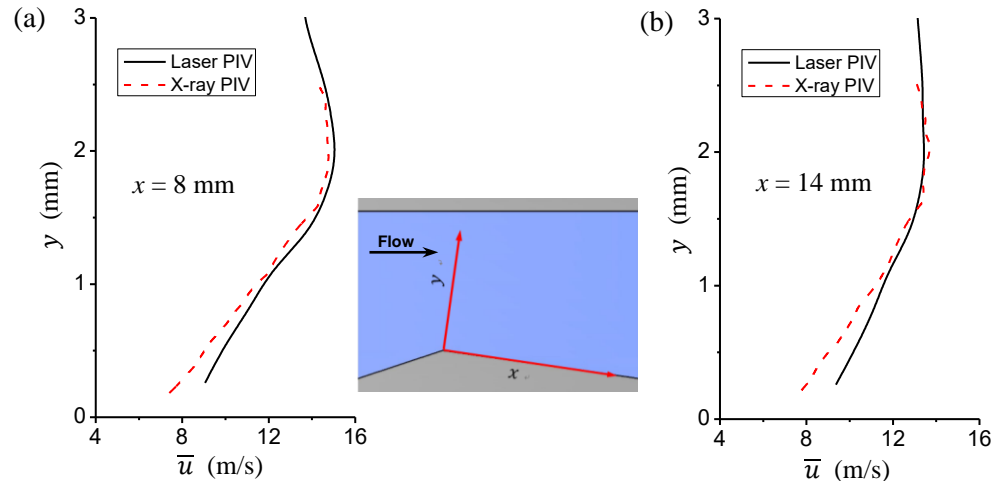 (a)
3
2
1
0
y (mm)
Laser PIV
X-ray PIV
x = 8 mm
4
8
12
16
u̅ (m/s)
Flow
y
x
(b)
3
2
1
0
y (mm)
Laser PIV
X-ray PIV
x = 14 mm
4
8
12
16
u̅ (m/s)